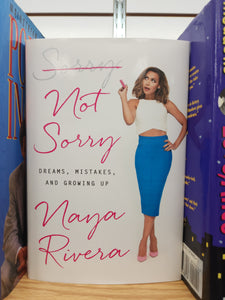 Sorry
Not
Sorry
DREAMS, MISTAKES,
AND GROWING UP
Naya
Rivera